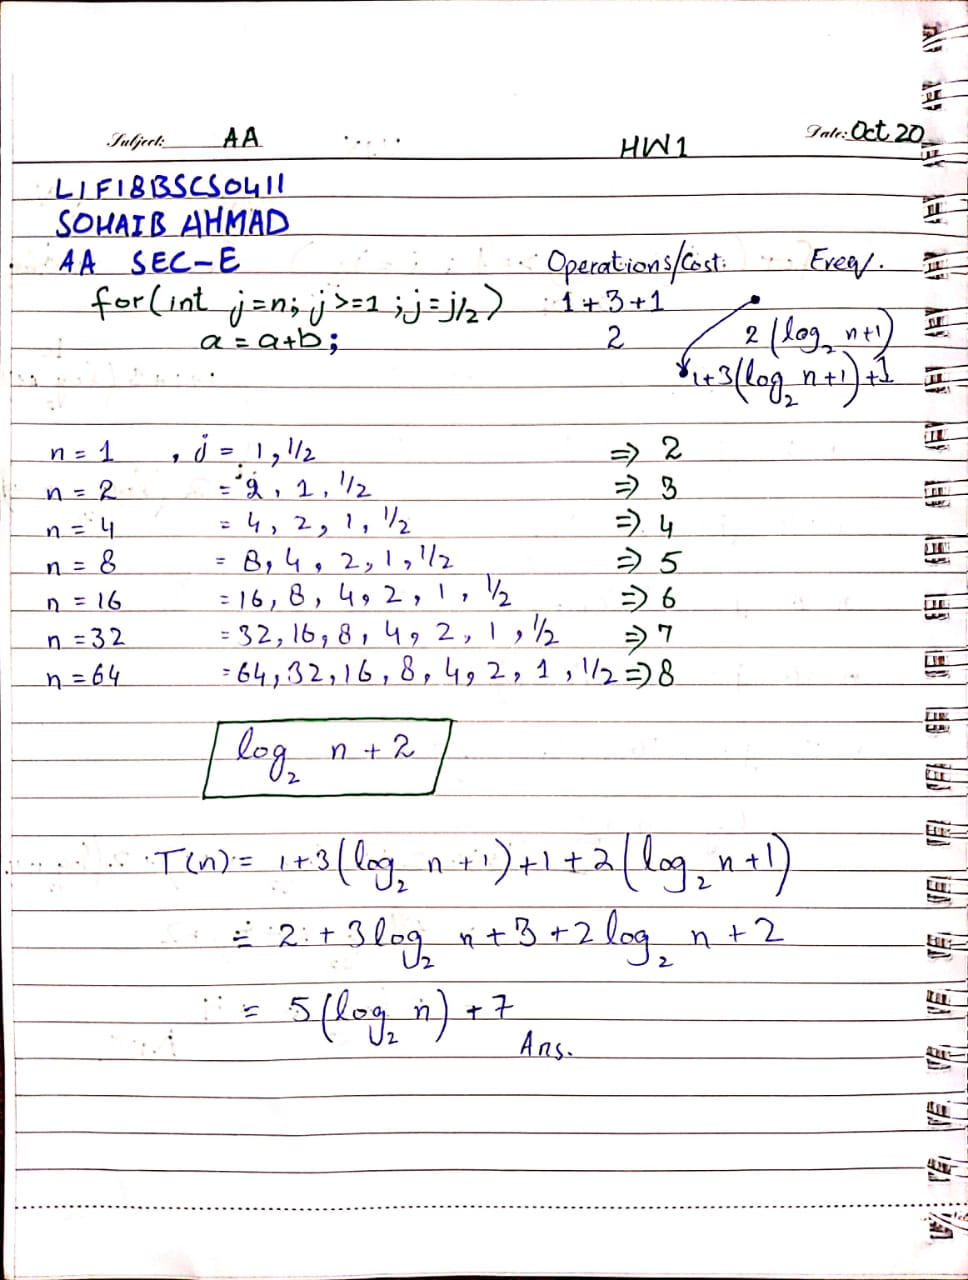 Subject: AA HW1 Date: Oct 20
L1F18BSCS0411
SOHAIB AHMAD
AA SEC-E Operations/Cost: Freq.
for(int j=n; j>=1 ;j=j/2) 1+3+1
a = a+b; 2 2(log₂ n+1)
1+3(log₂ n+1)+1
n = 1 , j = 1, 1/2 => 2
n = 2 = 2, 1, 1/2 => 3
n = 4 = 4, 2, 1, 1/2 => 4
n = 8 = 8, 4, 2, 1, 1/2 => 5
n = 16 = 16, 8, 4, 2, 1, 1/2 => 6
n = 32 = 32, 16, 8, 4, 2, 1, 1/2 => 7
n = 64 = 64, 32, 16, 8, 4, 2, 1, 1/2 => 8
log₂ n + 2
T(n) = 1+3(log₂ n+1)+1+2(log₂ n+1)
= 2 + 3log₂ n + 3 + 2log₂ n + 2
= 5(log₂ n) + 7
Ans.